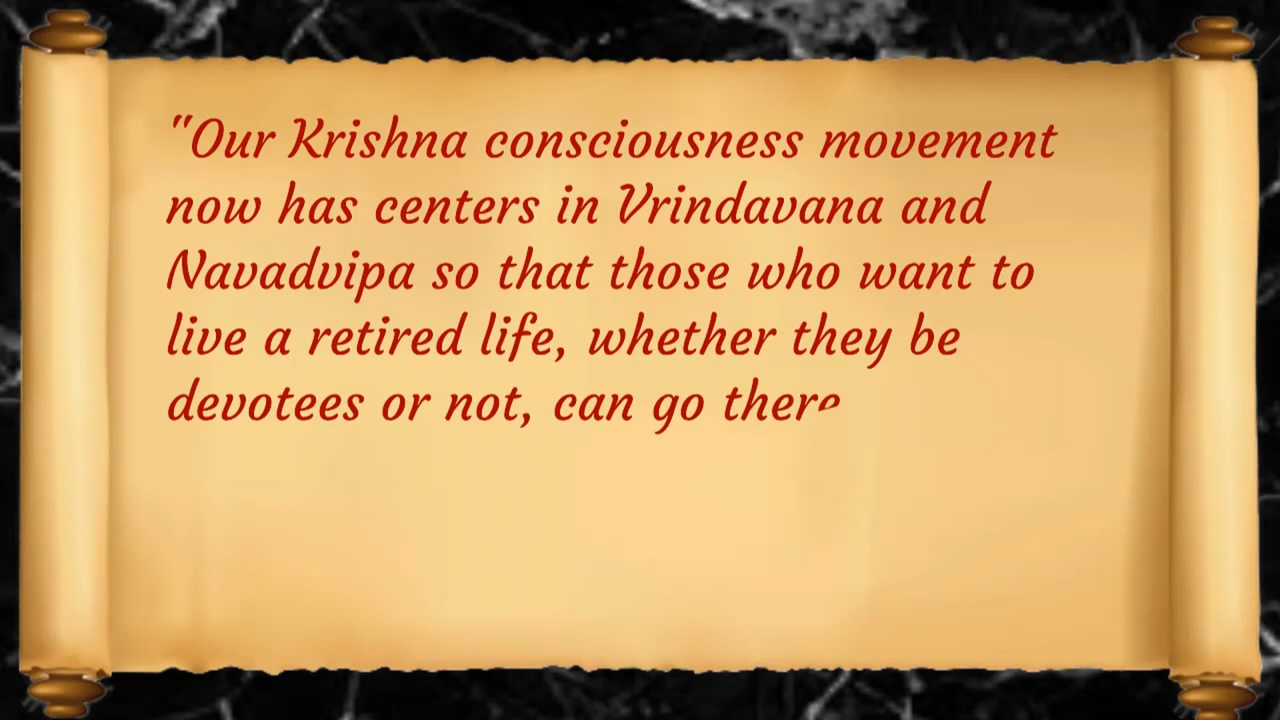 "Our Krishna consciousness movement
now has centers in Vrindavana and
Navadvipa so that those who want to
live a retired life, whether they be
devotees or not, can go there